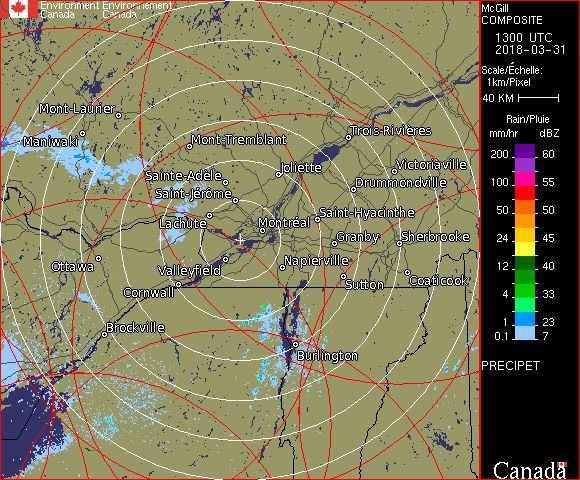 Environment Environnement
Canada Canada
McGill
COMPOSITE
1300 UTC
2018-03-31
Scale/Échelle:
1km/Pixel
40 KM
Rain/Pluie
mm/hr dBZ
200 60
100 55
50 50
24 45
12 40
4 33
1 23
0.1 7
PRECIPET
Canada
Mont-Laurier
Maniwaki
Mont-Tremblant
Trois-Rivières
Sainte-Adèle
Joliette
Victoriaville
Saint-Jérôme
Drummondville
Lachute
Montréal
Saint-Hyacinthe
Granby
Sherbrooke
Ottawa
Valleyfield
Napierville
Cornwall
Sutton
Coaticook
Brockville
Burlington